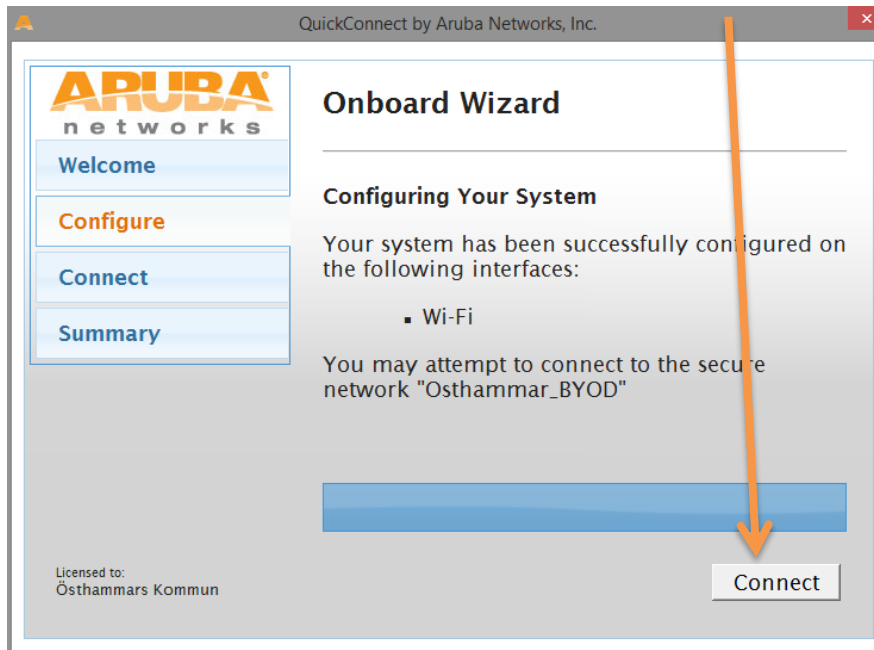 QuickConnect by Aruba Networks, Inc.
ARUBA
networks
Welcome
Configure
Connect
Summary
Onboard Wizard
Configuring Your System
Your system has been successfully configured on
the following interfaces:
▪ Wi-Fi
You may attempt to connect to the secure
network "Osthammar_BYOD"
Licensed to:
Östhammars Kommun
Connect